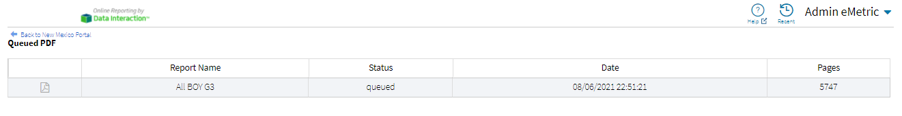 Online Reporting by
Data Interaction™
Help
Recent
Admin eMetric
Back to New Mexico Portal
Queued PDF
Report Name Status Date Pages
All BOY G3 queued 08/06/2021 22:51:21 5747